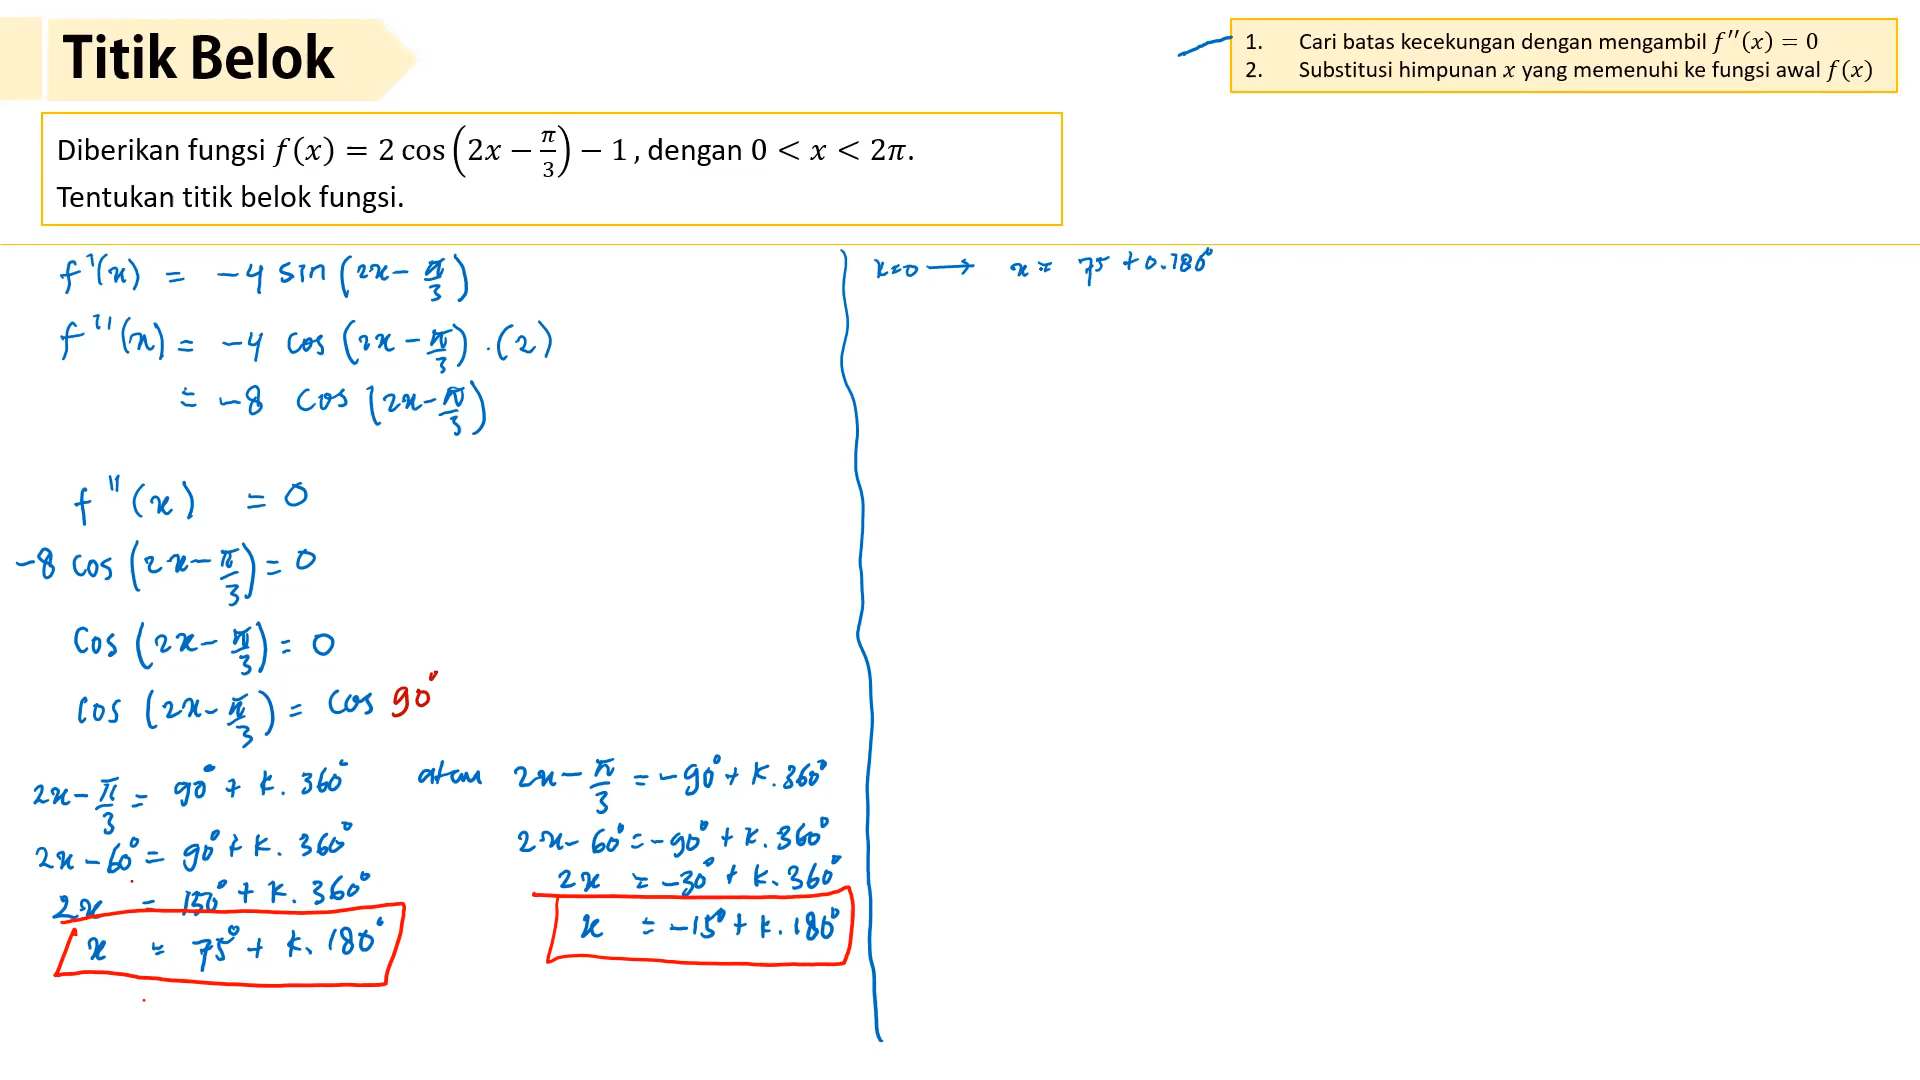 Titik Belok
1. Cari batas kecekungan dengan mengambil f''(x) = 0
2. Substitusi himpunan x yang memenuhi ke fungsi awal f(x)
Diberikan fungsi f(x) = 2 cos (2x − π/3) − 1, dengan 0 < x < 2π.
Tentukan titik belok fungsi.
f'(x) = -4 sin (2x - π/3)
f''(x) = -4 cos (2x - π/3) . (2)
= -8 cos (2x - π/3)
f''(x) = 0
-8 cos (2x - π/3) = 0
Cos (2x - π/3) = 0
Cos (2x - π/3) = Cos 90°
2x - π/3 = 90° + k. 360° atau 2x - π/3 = -90° + k. 360°
2x - 60° = 90° + k. 360° 2x - 60° = -90° + k. 360°
2x = 150° + k. 360° 2x = -30° + k. 360°
x = 75° + k. 180° x = -15° + k. 180°
k=0 → x = 75 + 0.180°